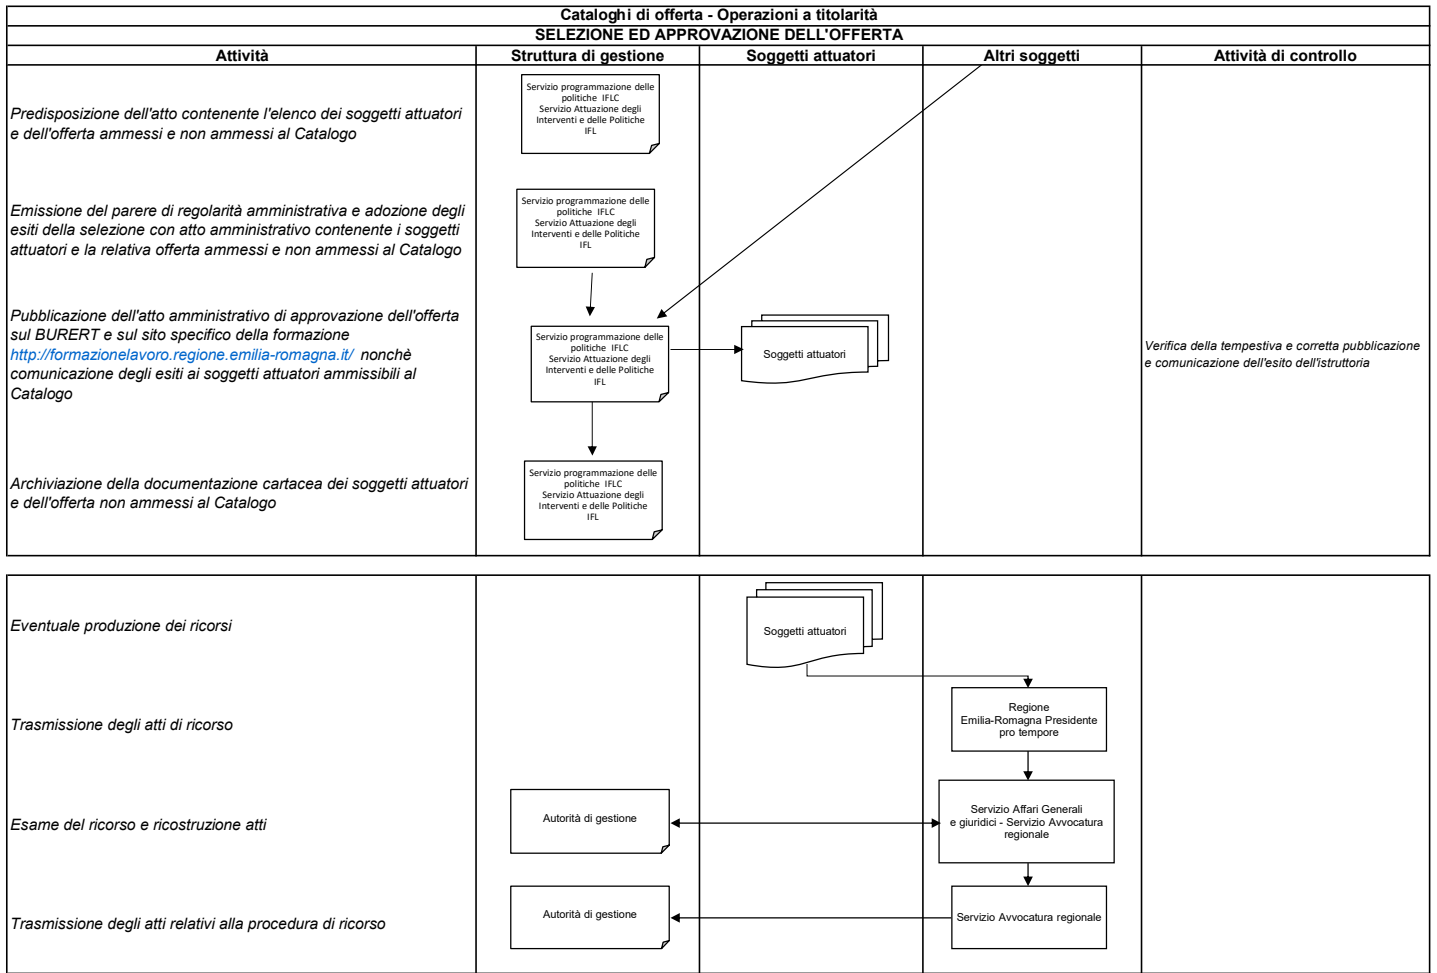 Cataloghi di offerta - Operazioni a titolarità
SELEZIONE ED APPROVAZIONE DELL'OFFERTA
Attività
Struttura di gestione
Soggetti attuatori
Altri soggetti
Attività di controllo
Predisposizione dell'atto contenente l'elenco dei soggetti attuatori
e dell'offerta ammessi e non ammessi al Catalogo
Servizio programmazione delle
politiche IFLC
Servizio Attuazione degli
Interventi e delle Politiche
IFL
Emissione del parere di regolarità amministrativa e adozione degli
esiti della selezione con atto amministrativo contenente i soggetti
attuatori e la relativa offerta ammessi e non ammessi al Catalogo
Servizio programmazione delle
politiche IFLC
Servizio Attuazione degli
Interventi e delle Politiche
IFL
Pubblicazione dell'atto amministrativo di approvazione dell'offerta
sul BURERT e sul sito specifico della formazione
http://formazionelavoro.regione.emilia-romagna.it/ nonchè
comunicazione degli esiti ai soggetti attuatori ammissibili al
Catalogo
Servizio programmazione delle
politiche IFLC
Servizio Attuazione degli
Interventi e delle Politiche
IFL
Soggetti attuatori
Verifica della tempestiva e corretta pubblicazione
e comunicazione dell'esito dell'istruttoria
Archiviazione della documentazione cartacea dei soggetti attuatori
e dell'offerta non ammessi al Catalogo
Servizio programmazione delle
politiche IFLC
Servizio Attuazione degli
Interventi e delle Politiche
IFL
Eventuale produzione dei ricorsi
Soggetti attuatori
Trasmissione degli atti di ricorso
Regione
Emilia-Romagna Presidente
pro tempore
Esame del ricorso e ricostruzione atti
Autorità di gestione
Servizio Affari Generali
e giuridici - Servizio Avvocatura
regionale
Trasmissione degli atti relativi alla procedura di ricorso
Autorità di gestione
Servizio Avvocatura regionale